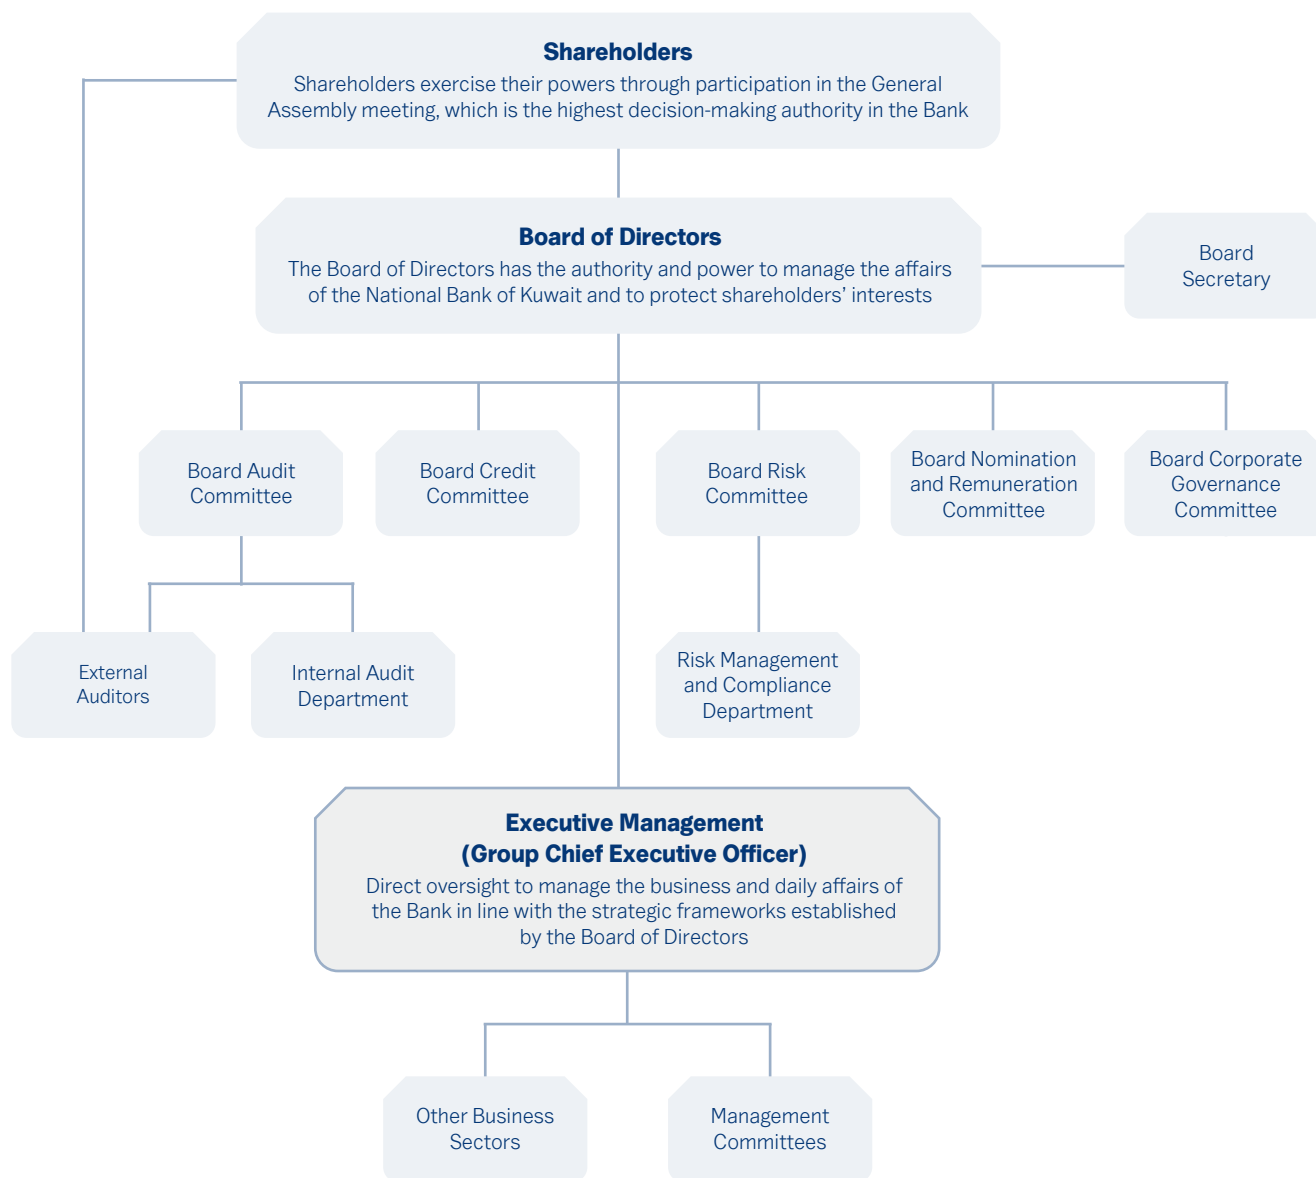 Shareholders
Shareholders exercise their powers through participation in the General
Assembly meeting, which is the highest decision-making authority in the Bank
Board of Directors
The Board of Directors has the authority and power to manage the affairs
of the National Bank of Kuwait and to protect shareholders’ interests
Board
Secretary
Board Audit
Committee
Board Credit
Committee
Board Risk
Committee
Board Nomination
and Remuneration
Committee
Board Corporate
Governance
Committee
External
Auditors
Internal Audit
Department
Risk Management
and Compliance
Department
Executive Management
(Group Chief Executive Officer)
Direct oversight to manage the business and daily affairs of
the Bank in line with the strategic frameworks established
by the Board of Directors
Other Business
Sectors
Management
Committees